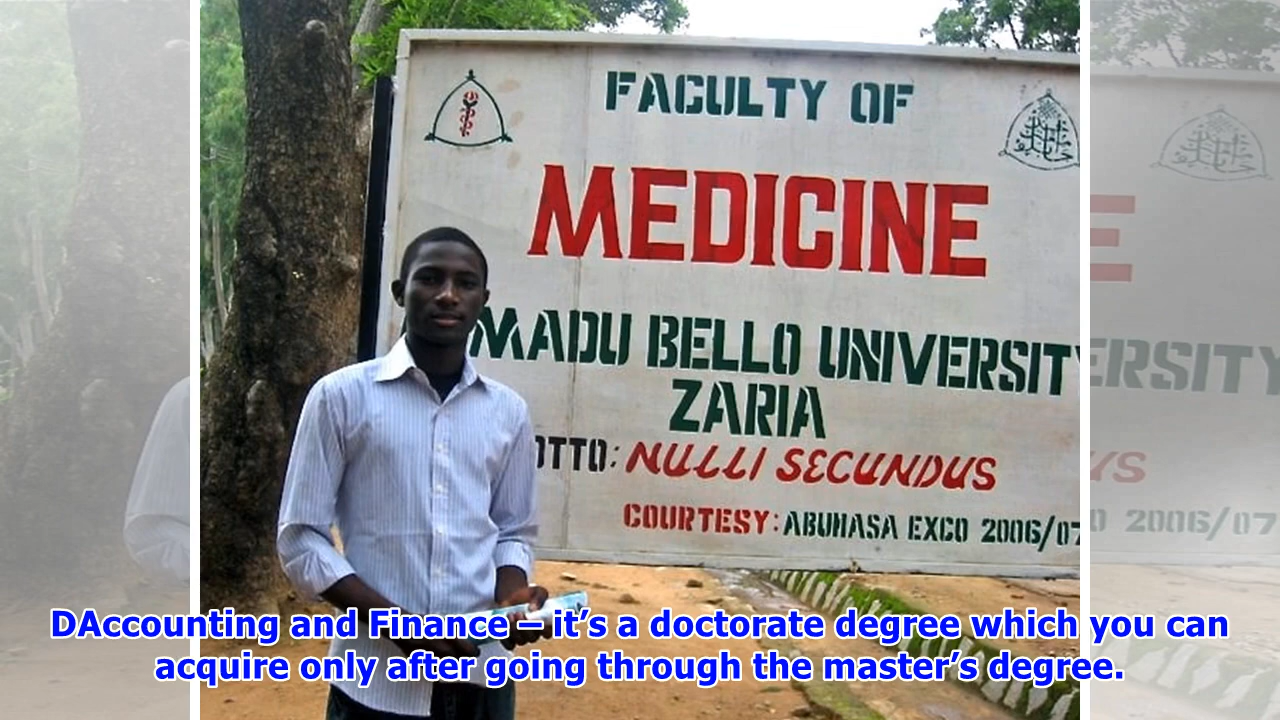 FACULTY OF
MEDICINE
MADU BELLO UNIVERSITY
ZARIA
OTTO: NULLI SECUNDUS
COURTESY: ABUHASA EXCO 2006/07
DAccounting and Finance – it’s a doctorate degree which you can
acquire only after going through the master’s degree.